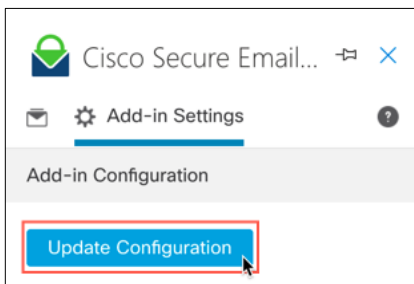 Cisco Secure Email...
Add-in Settings
?
Add-in Configuration
Update Configuration